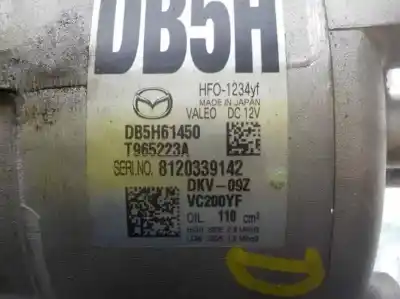 DB5H
HFO-1234yf
MADE IN JAPAN
VALEO DC 12V
DB5H61450
T965223A
SERI.NO. 8120339142
DKV-09Z
VC200YF
OIL 110 cm³
D